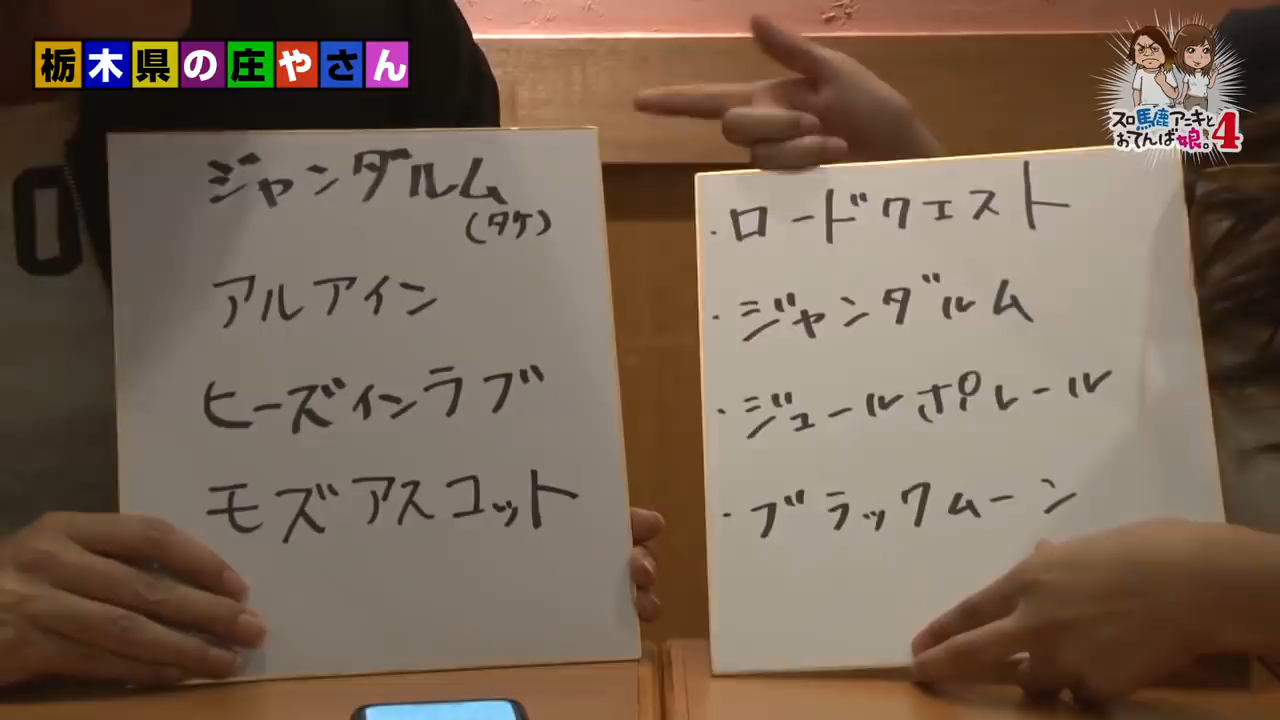 栃木県の庄やさん
スロ馬鹿アニキと
おてんば娘。4
ジャンダルム
(タケ)
アルアイン
ヒーズインラブ
モズアスコット
・ロードクエスト
・ジャンダルム
・ジュールポレール
・ブラックムーン